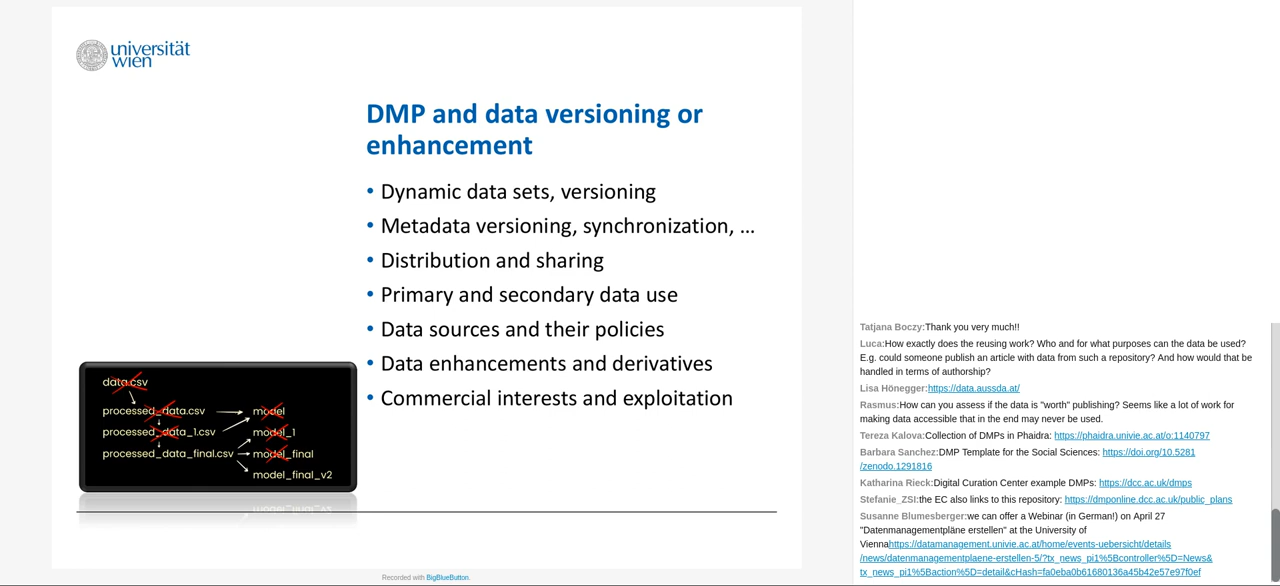 universität
wien
DMP and data versioning or
enhancement
• Dynamic data sets, versioning
• Metadata versioning, synchronization, ...
• Distribution and sharing
• Primary and secondary data use
• Data sources and their policies
• Data enhancements and derivatives
• Commercial interests and exploitation
data.csv
processed_data.csv model
processed_data_1.csv model_1
processed_data_final.csv model_final
model_final_v2
Recorded with BigBlueButton.
Tatjana Boczy:Thank you very much!!
Luca:How exactly does the reusing work? Who and for what purposes can the data be used?
E.g. could someone publish an article with data from such a repository? And how would that be
handled in terms of authorship?
Lisa Hönegger:https://data.aussda.at/
Rasmus:How can you assess if the data is "worth" publishing? Seems like a lot of work for
making data accessible that in the end may never be used.
Tereza Kalova:Collection of DMPs in Phaidra: https://phaidra.univie.ac.at/o:1140797
Barbara Sanchez:DMP Template for the Social Sciences: https://doi.org/10.5281
/zenodo.1291816
Katharina Rieck:Digital Curation Center example DMPs: https://dcc.ac.uk/dmps
Stefanie_ZSI:the EC also links to this repository: https://dmponline.dcc.ac.uk/public_plans
Susanne Blumesberger:we can offer a Webinar (in German!) on April 27
"Datenmanagementpläne erstellen" at the University of
Viennahttps://datamanagement.univie.ac.at/home/events-uebersicht/details
/news/datenmanagementplaene-erstellen-5/?tx_news_pi1%5Bcontroller%5D=News&
tx_news_pi1%5Baction%5D=detail&cHash=fa0eba0b61680136a45b42e57e97f0ef